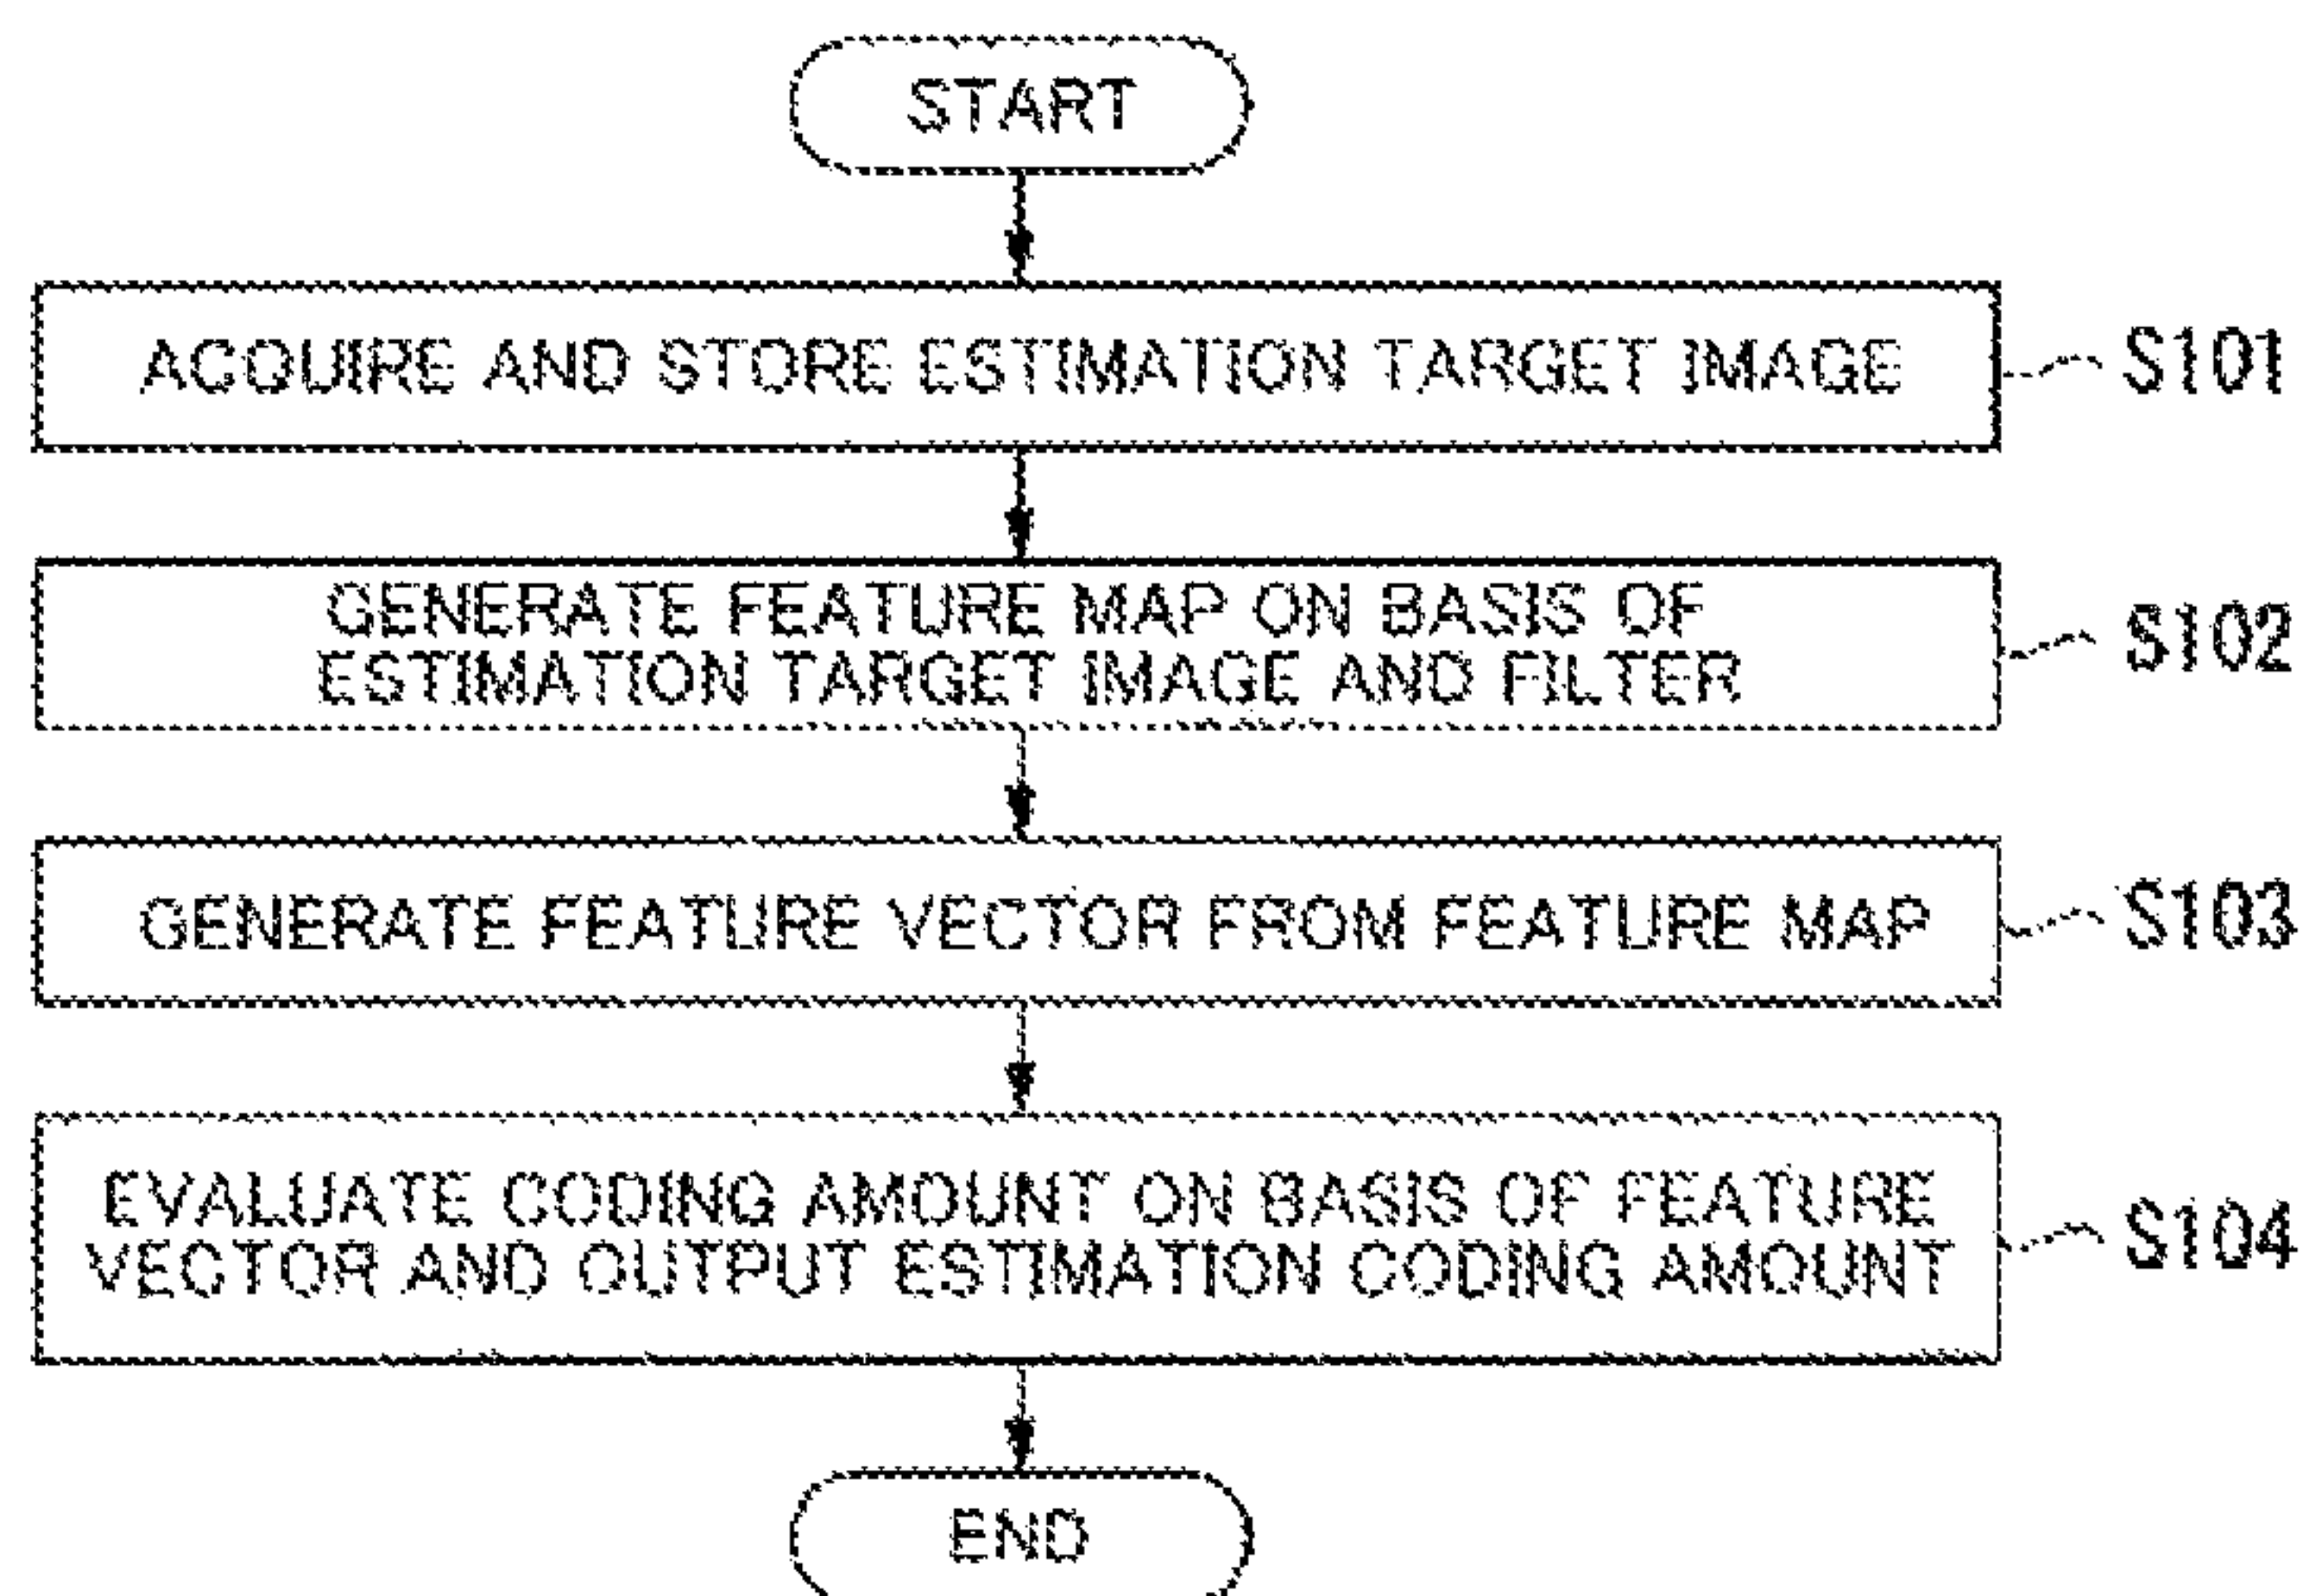 START
ACQUIRE AND STORE ESTIMATION TARGET IMAGE
S101
GENERATE FEATURE MAP ON BASIS OF
ESTIMATION TARGET IMAGE AND FILTER
S102
GENERATE FEATURE VECTOR FROM FEATURE MAP
S103
EVALUATE CODING AMOUNT ON BASIS OF FEATURE
VECTOR AND OUTPUT ESTIMATION CODING AMOUNT
S104
END